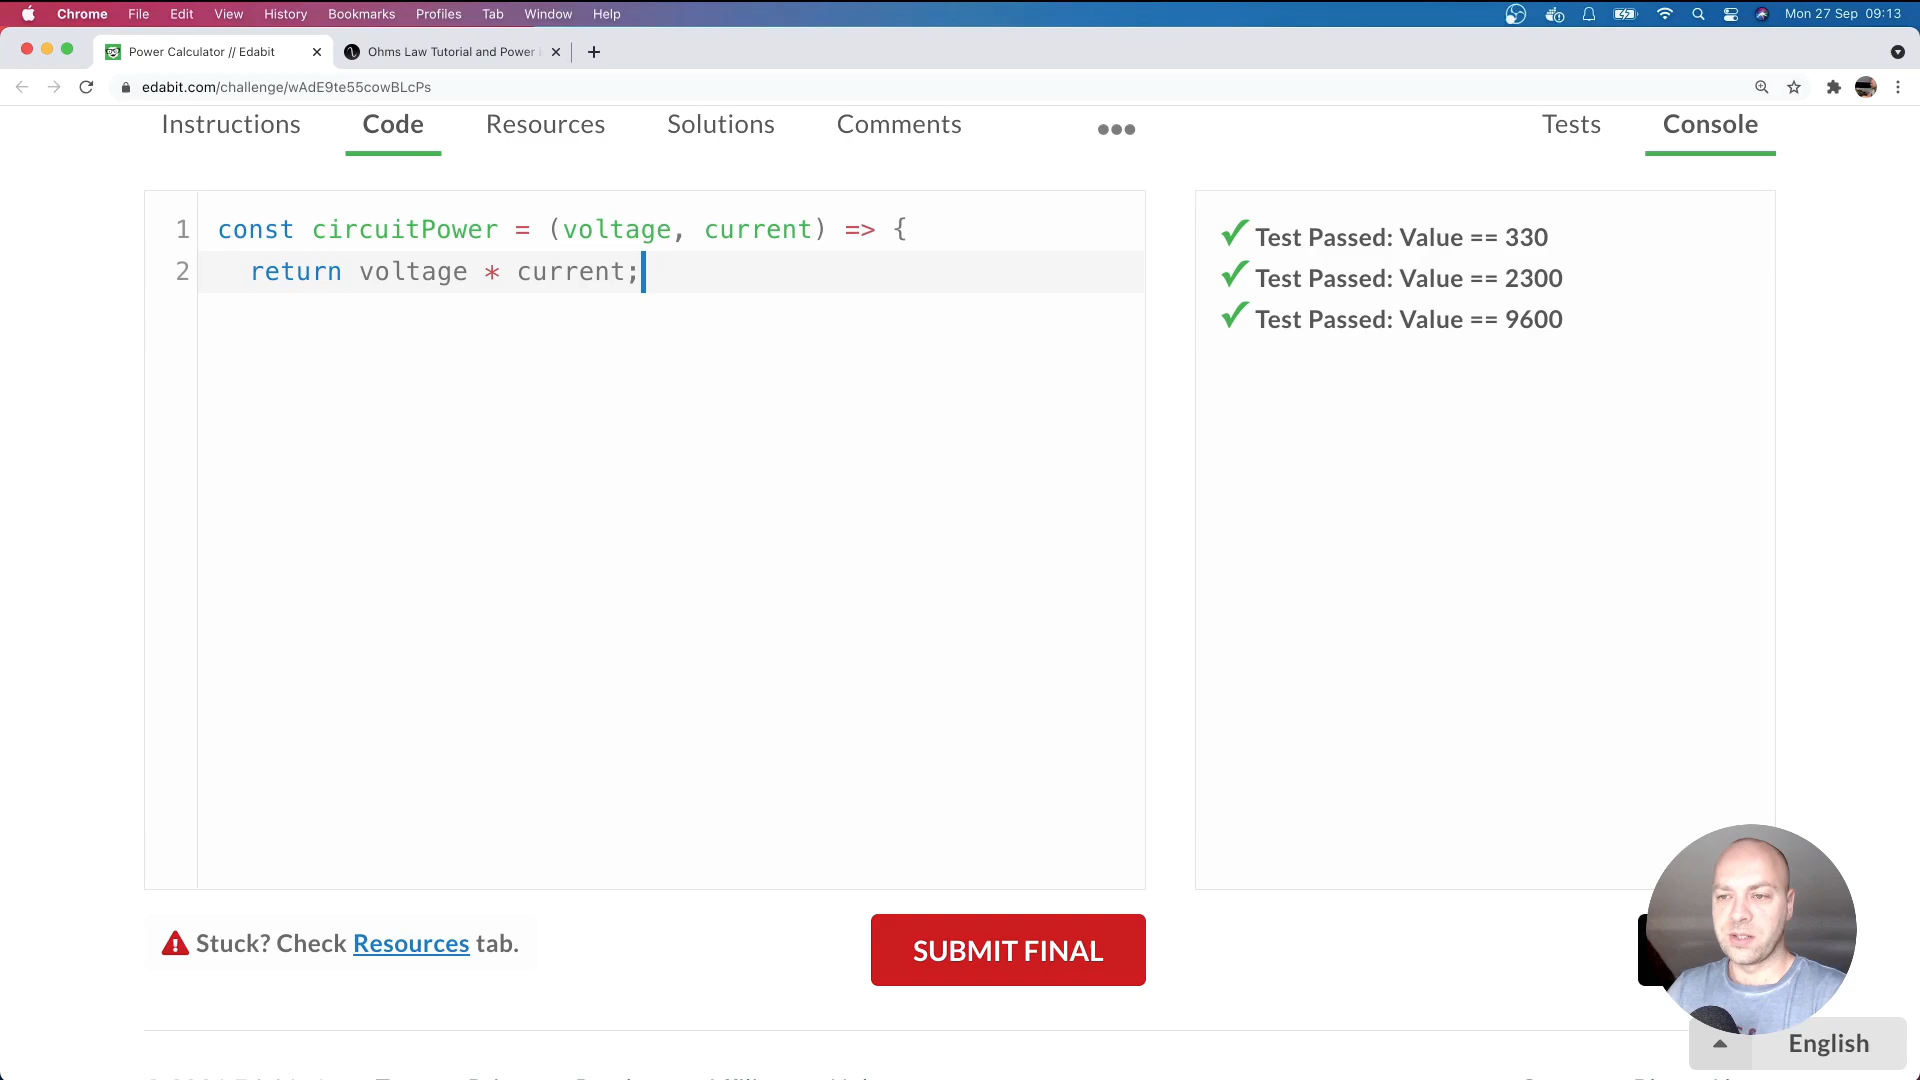 Chrome File Edit View History Bookmarks Profiles Tab Window Help Mon 27 Sep 09:13
Power Calculator // Edabit Ohms Law Tutorial and Power
edabit.com/challenge/wAdE9te55cowBLcPs
Instructions Code Resources Solutions Comments Tests Console
1 const circuitPower = (voltage, current) => {
2 return voltage * current;
Test Passed: Value == 330
Test Passed: Value == 2300
Test Passed: Value == 9600
Stuck? Check Resources tab.
SUBMIT FINAL
English